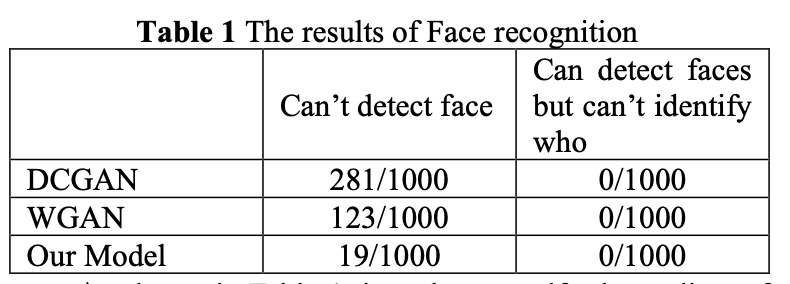 Table 1 The results of Face recognition
Can't detect face
Can detect faces
but can't identify
who
DCGAN 281/1000 0/1000
WGAN 123/1000 0/1000
Our Model 19/1000 0/1000